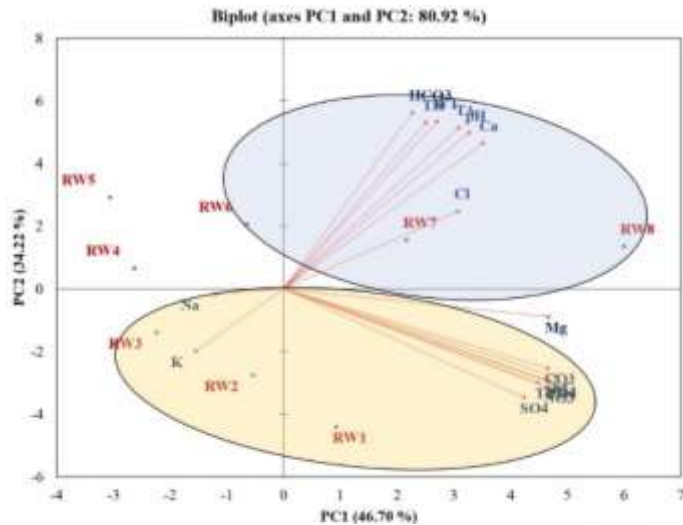 Biplot (axes PC1 and PC2: 80.92 %)
8
6
4
2
0
-2
-4
-6
PC2 (34.22 %)
HCO3
Ca
Cl
RW5
RW6
RW7
RW8
RW4
Na
Mg
RW3
K
RW2
CO3
SO4
RW1
-4
-3
-2
-1
0
1
2
3
4
5
6
7
PC1 (46.70 %)